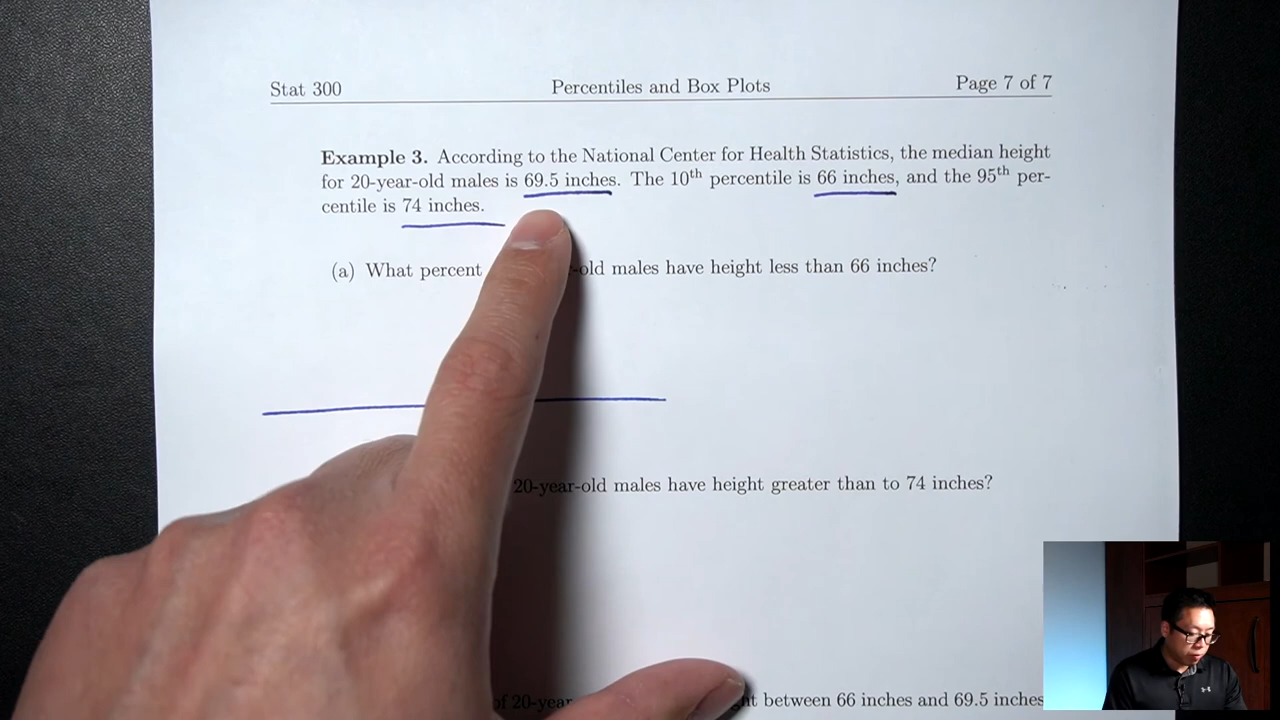 Stat 300 Percentiles and Box Plots Page 7 of 7
Example 3. According to the National Center for Health Statistics, the median height
for 20-year-old males is 69.5 inches. The 10th percentile is 66 inches, and the 95th per-
centile is 74 inches.
(a) What percent -old males have height less than 66 inches?
20-year-old males have height greater than to 74 inches?
of 20-year between 66 inches and 69.5 inches